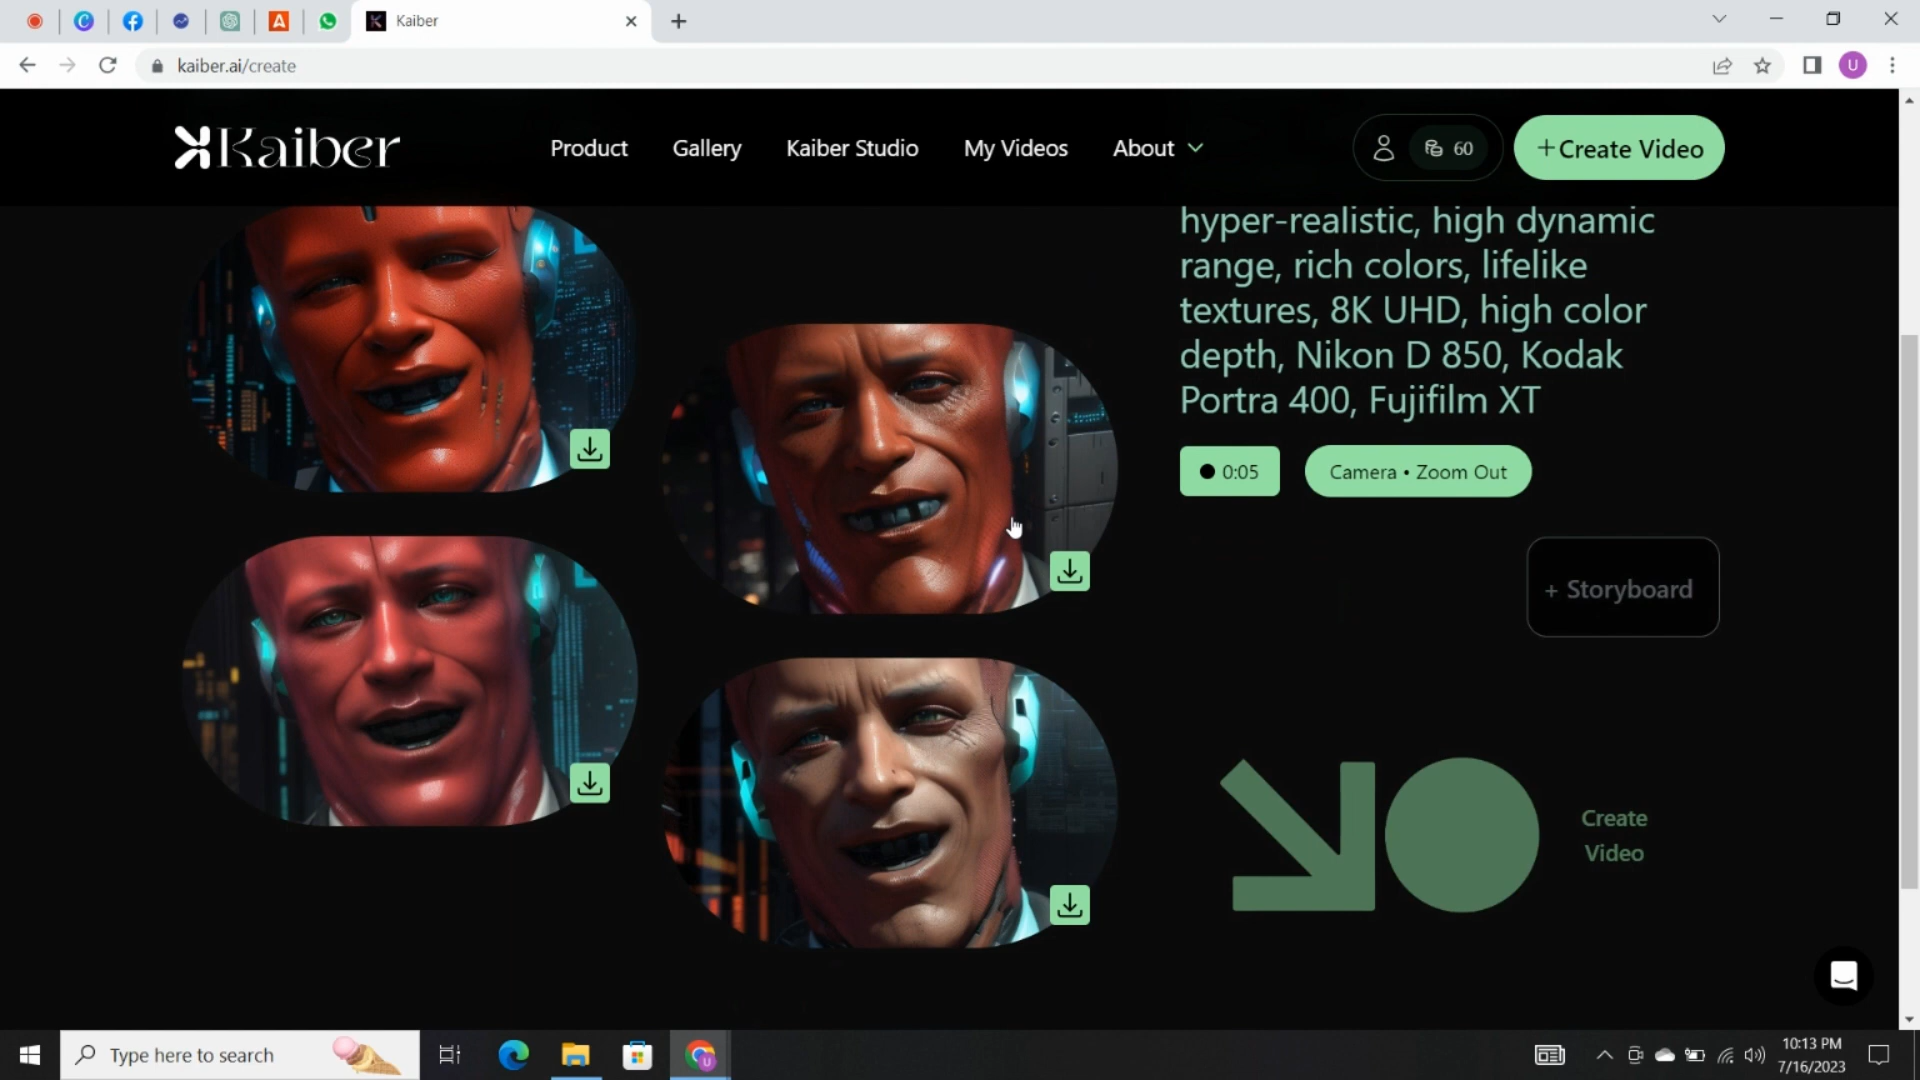 Kaiber
kaiber.ai/create
U
Kaiber
Product
Gallery
Kaiber Studio
My Videos
About
60
+Create Video
hyper-realistic, high dynamic
range, rich colors, lifelike
textures, 8K UHD, high color
depth, Nikon D 850, Kodak
Portra 400, Fujifilm XT
0:05
Camera • Zoom Out
+ Storyboard
Create
Video
Type here to search
10:13 PM
7/16/2023